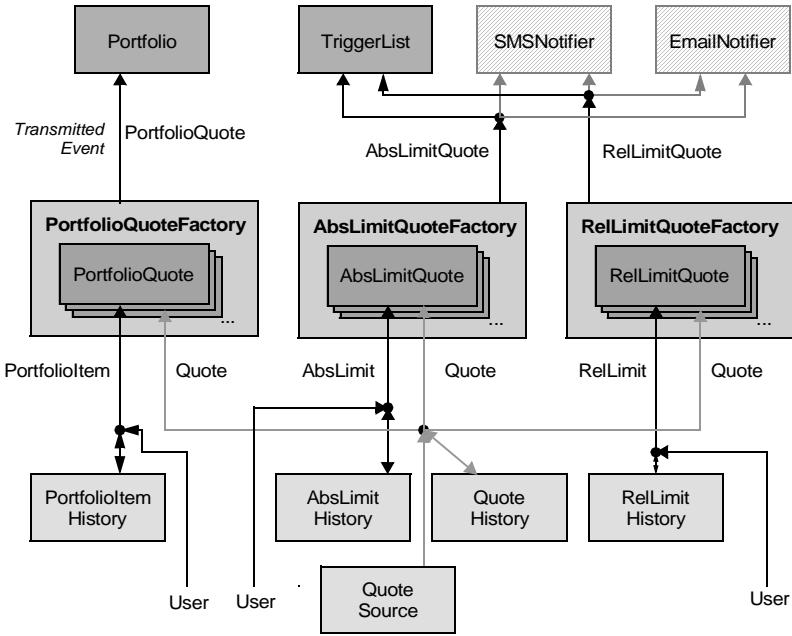 Portfolio
TriggerList
SMSNotifier
EmailNotifier
Transmitted
Event
PortfolioQuote
AbsLimitQuote
RelLimitQuote
PortfolioQuoteFactory
AbsLimitQuoteFactory
RelLimitQuoteFactory
PortfolioQuote
AbsLimitQuote
RelLimitQuote
...
...
...
PortfolioItem
Quote
AbsLimit
Quote
RelLimit
Quote
PortfolioItem
History
AbsLimit
History
Quote
History
RelLimit
History
User
User
Quote
Source
User